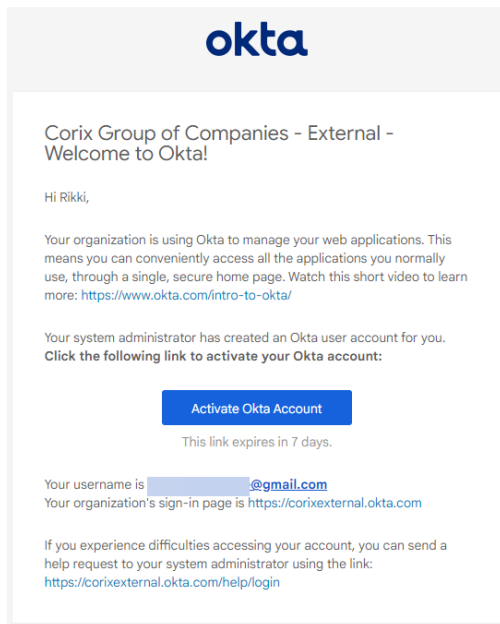 okta
Corix Group of Companies - External -
Welcome to Okta!
Hi Rikki,
Your organization is using Okta to manage your web applications. This
means you can conveniently access all the applications you normally
use, through a single, secure home page. Watch this short video to learn
more: https://www.okta.com/intro-to-okta/
Your system administrator has created an Okta user account for you.
Click the following link to activate your Okta account:
Activate Okta Account
This link expires in 7 days.
Your username is @gmail.com
Your organization's sign-in page is https://corixexternal.okta.com
If you experience difficulties accessing your account, you can send a
help request to your system administrator using the link:
https://corixexternal.okta.com/help/login